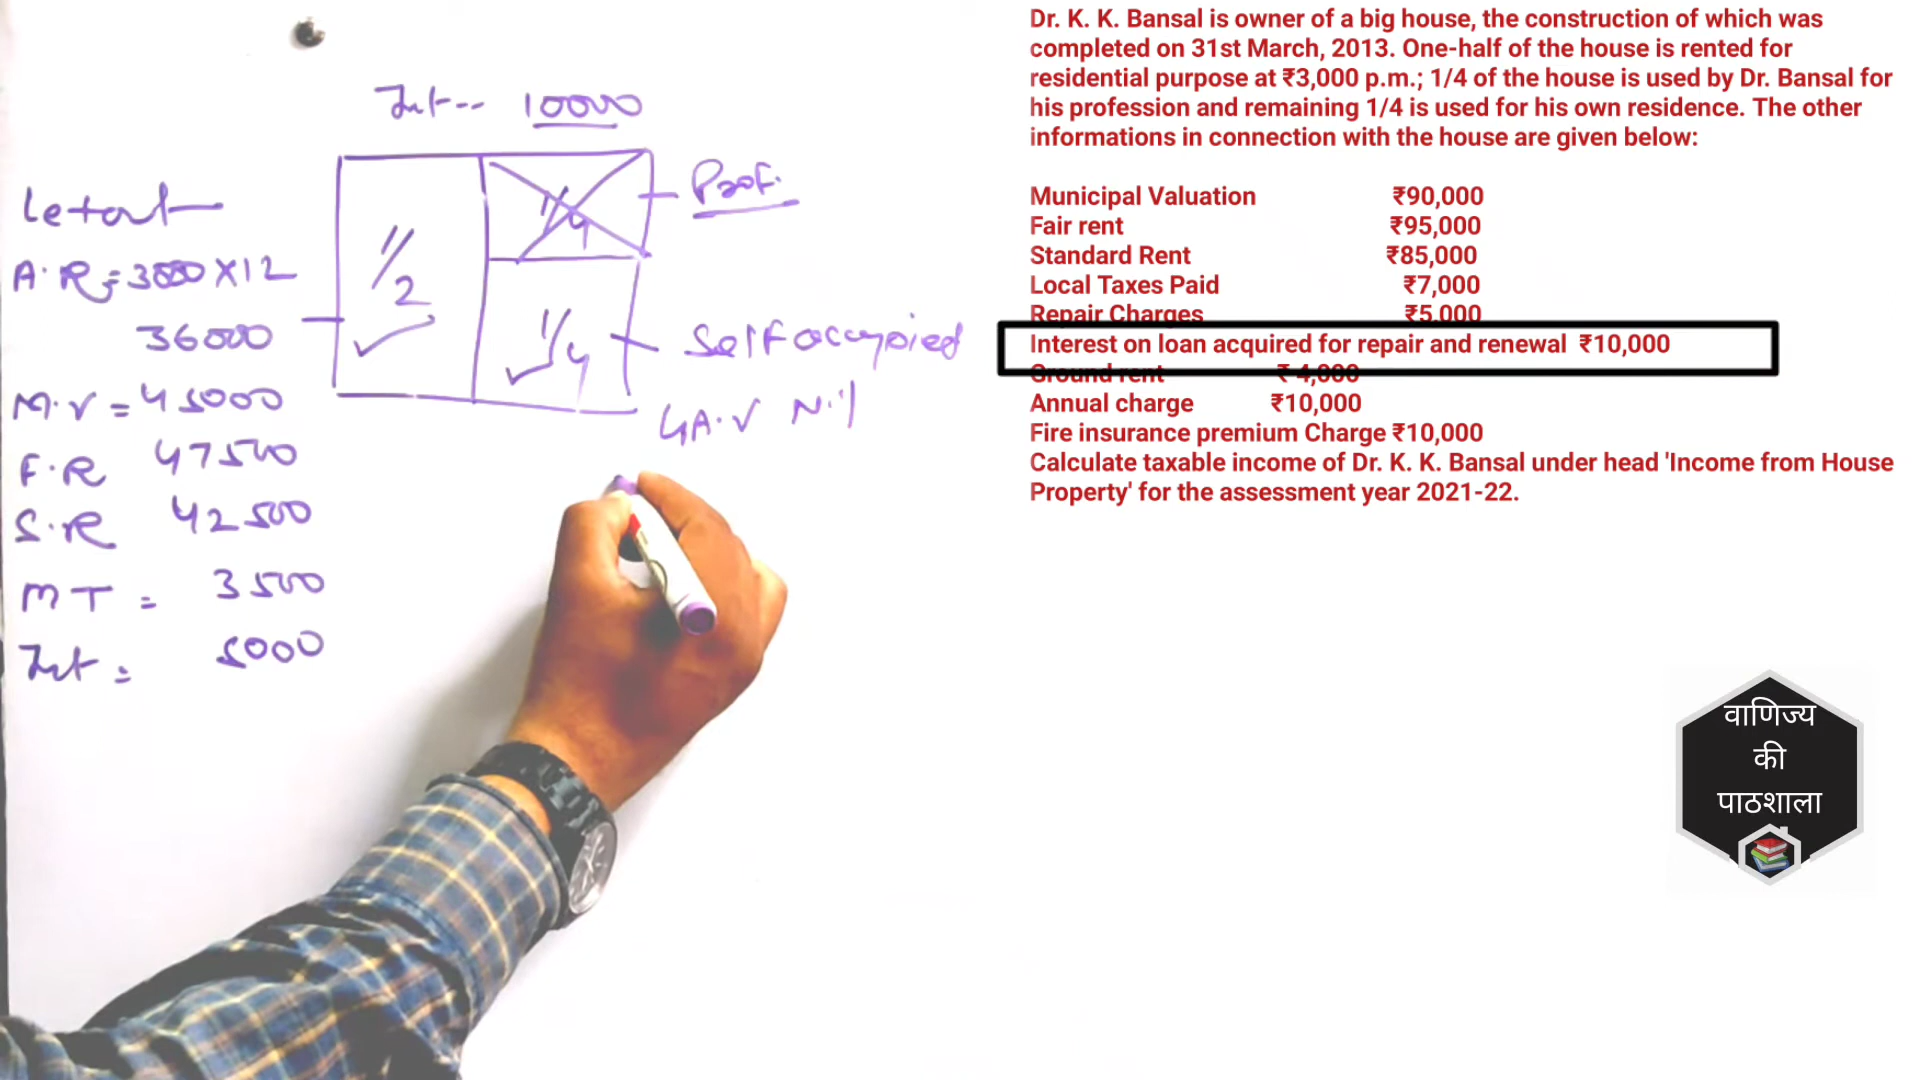 Int-- 10000
Letout
A.R = 3000 X 12
36000
M.V = 45000
F.R 47500
S.R 42500
MT = 3500
Int = 5000
1/2
1/4
1/4
Prof.
Self occupied
GA.V Nil
Dr. K. K. Bansal is owner of a big house, the construction of which was
completed on 31st March, 2013. One-half of the house is rented for
residential purpose at ₹3,000 p.m.; 1/4 of the house is used by Dr. Bansal for
his profession and remaining 1/4 is used for his own residence. The other
informations in connection with the house are given below:
Municipal Valuation ₹90,000
Fair rent ₹95,000
Standard Rent ₹85,000
Local Taxes Paid ₹7,000
Repair Charges ₹5,000
Interest on loan acquired for repair and renewal ₹10,000
Ground rent ₹ 4,000
Annual charge ₹10,000
Fire insurance premium Charge ₹10,000
Calculate taxable income of Dr. K. K. Bansal under head 'Income from House
Property' for the assessment year 2021-22.
वाणिज्य
की
पाठशाला